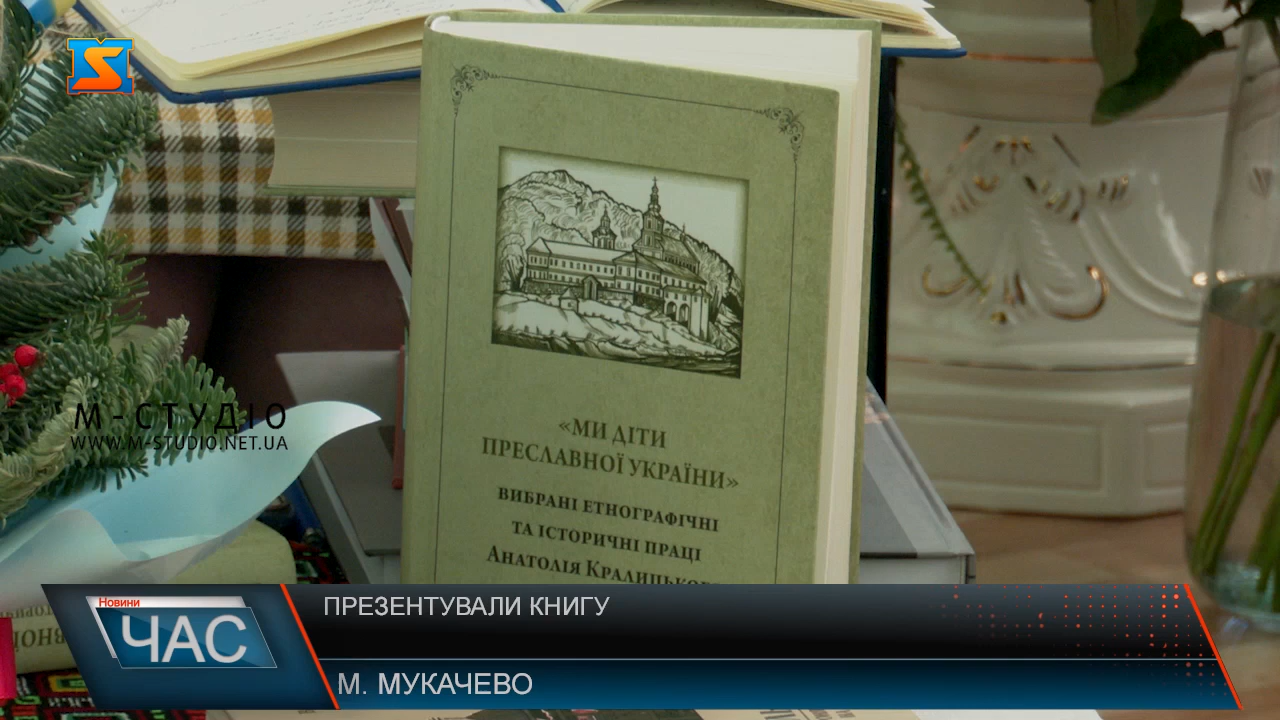 «МИ ДІТИ
ПРЕСЛАВНОЇ УКРАЇНИ»
ВИБРАНІ ЕТНОГРАФІЧНІ
ТА ІСТОРИЧНІ ПРАЦІ
АНАТОЛІЯ КРАЛИЦЬКОГО
М-СТУДІО
WWW.M-STUDIO.NET.UA
Новини
ЧАС
ПРЕЗЕНТУВАЛИ КНИГУ
М. МУКАЧЕВО